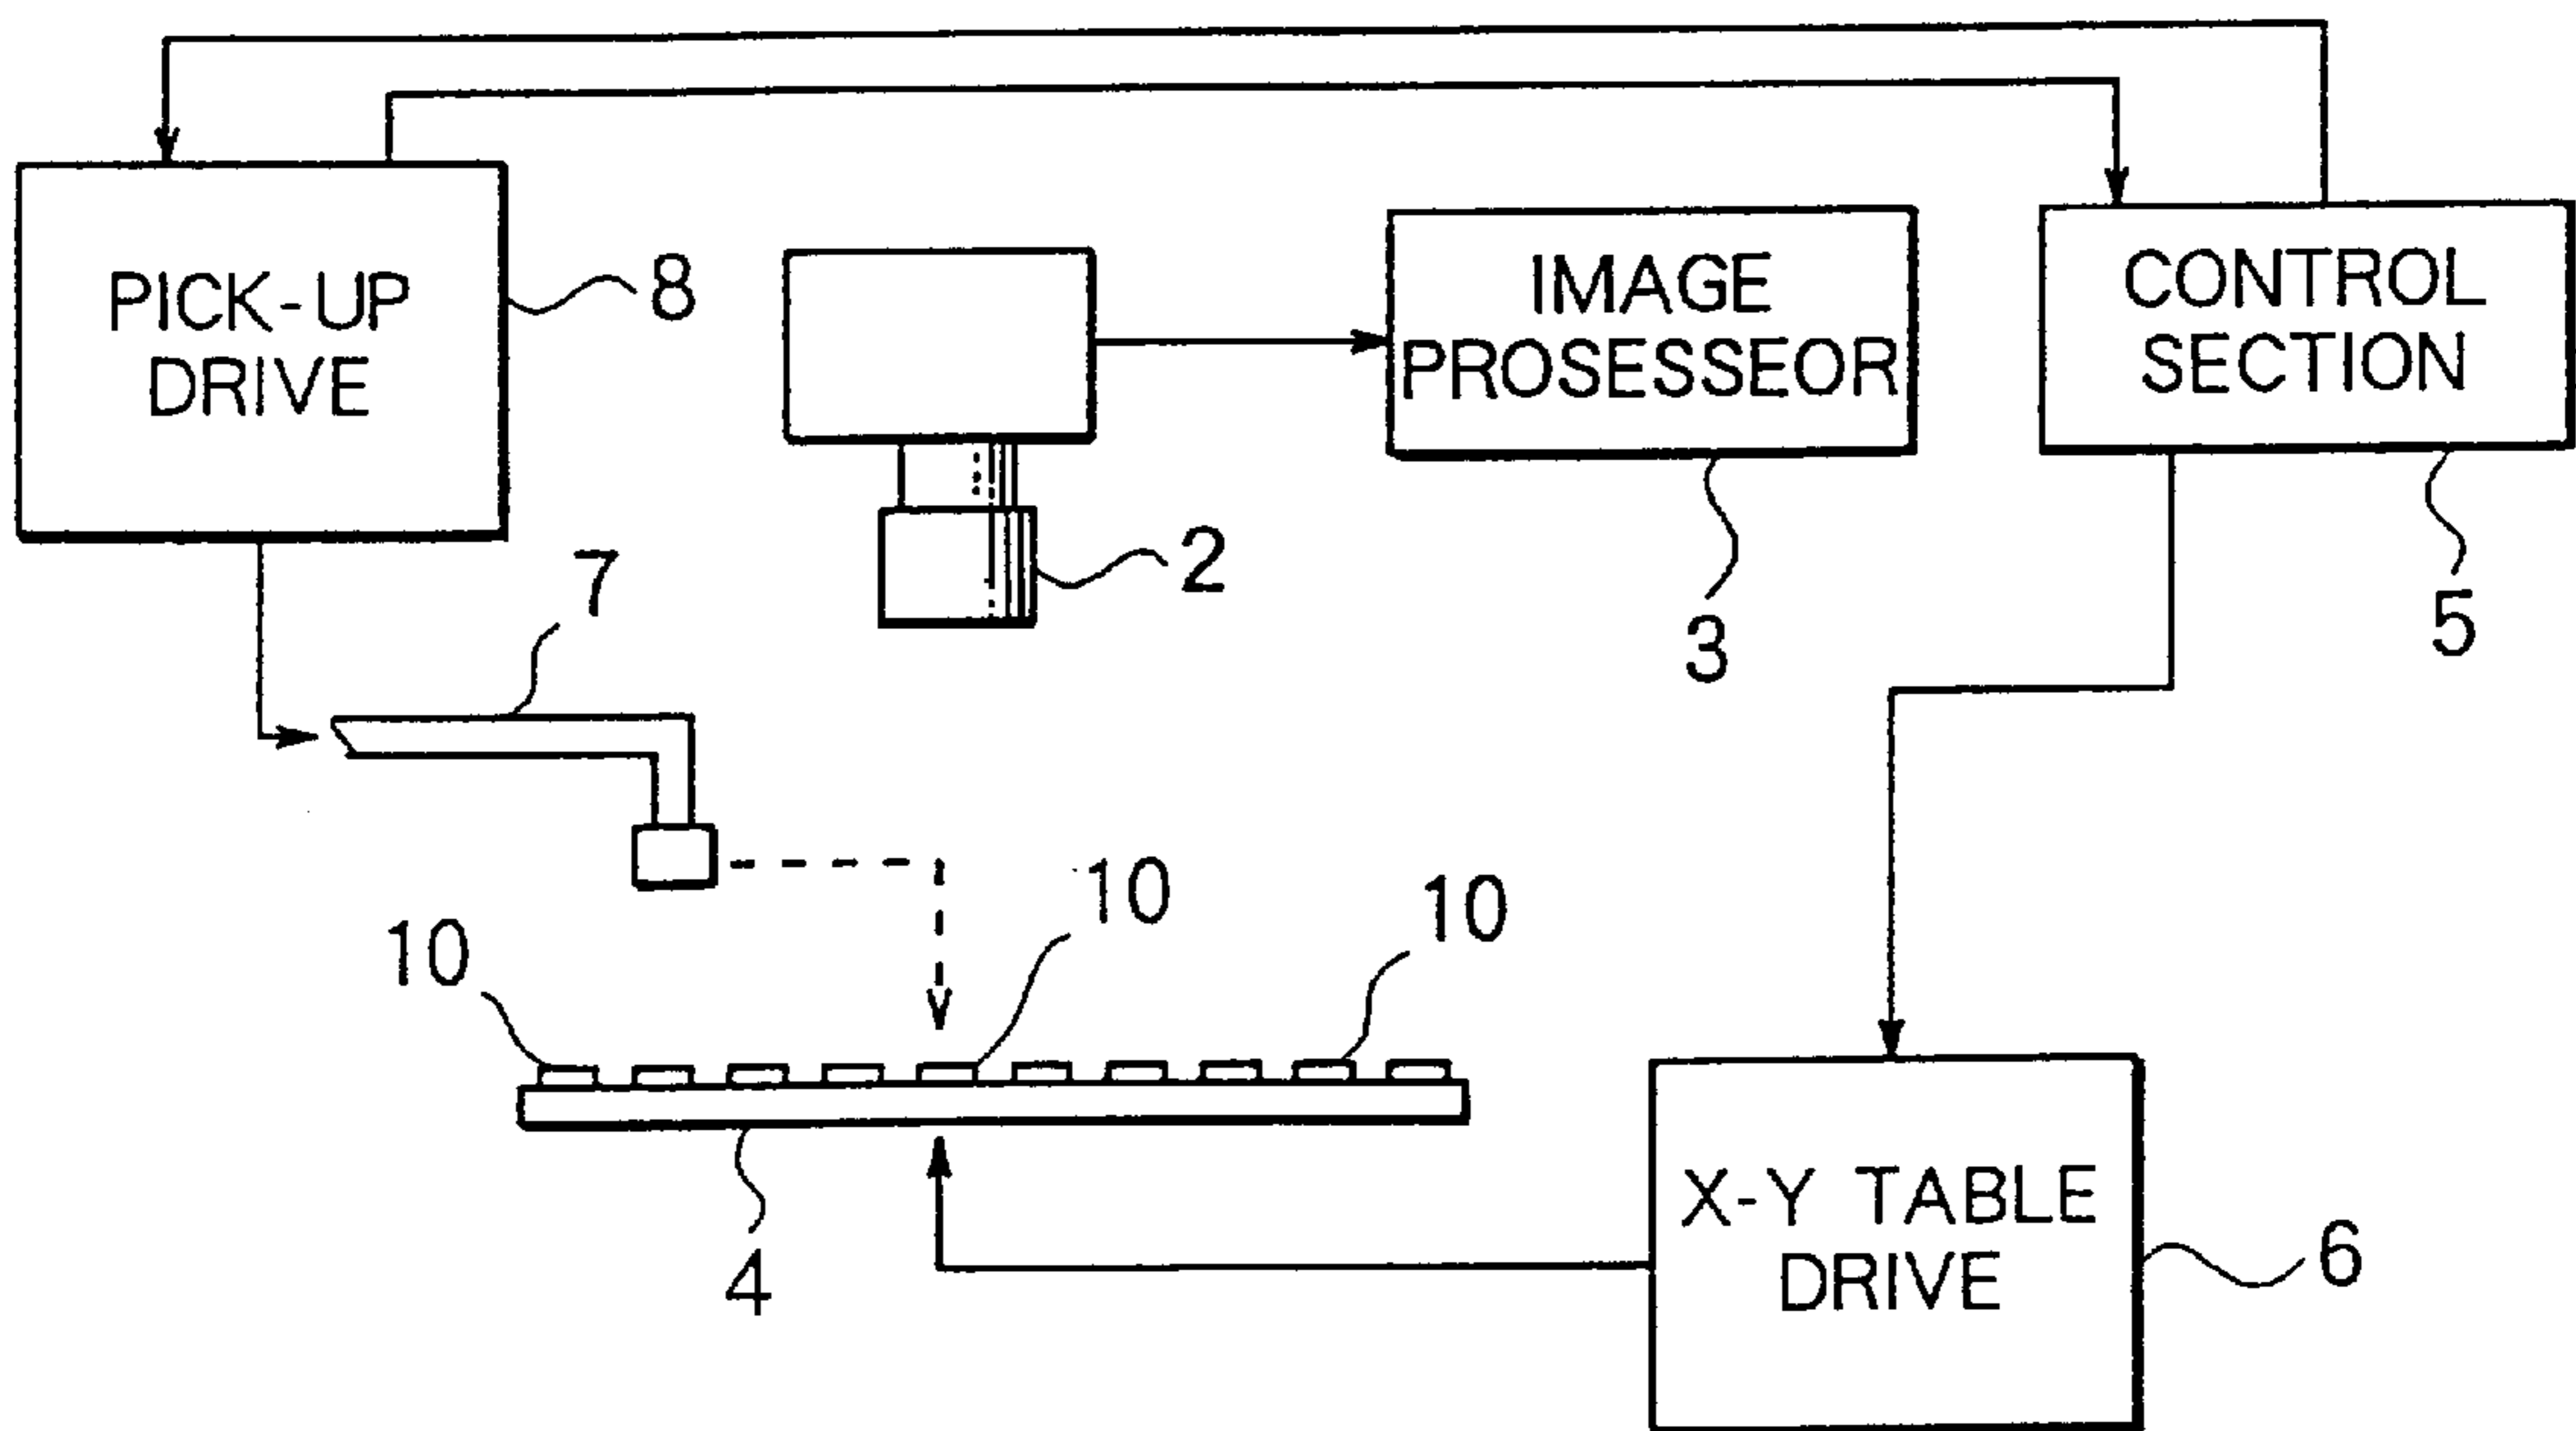 PICK-UP
DRIVE
8
IMAGE
PROSESSEOR
3
CONTROL
SECTION
5
2
7
10
10
10
4
X-Y TABLE
DRIVE
6